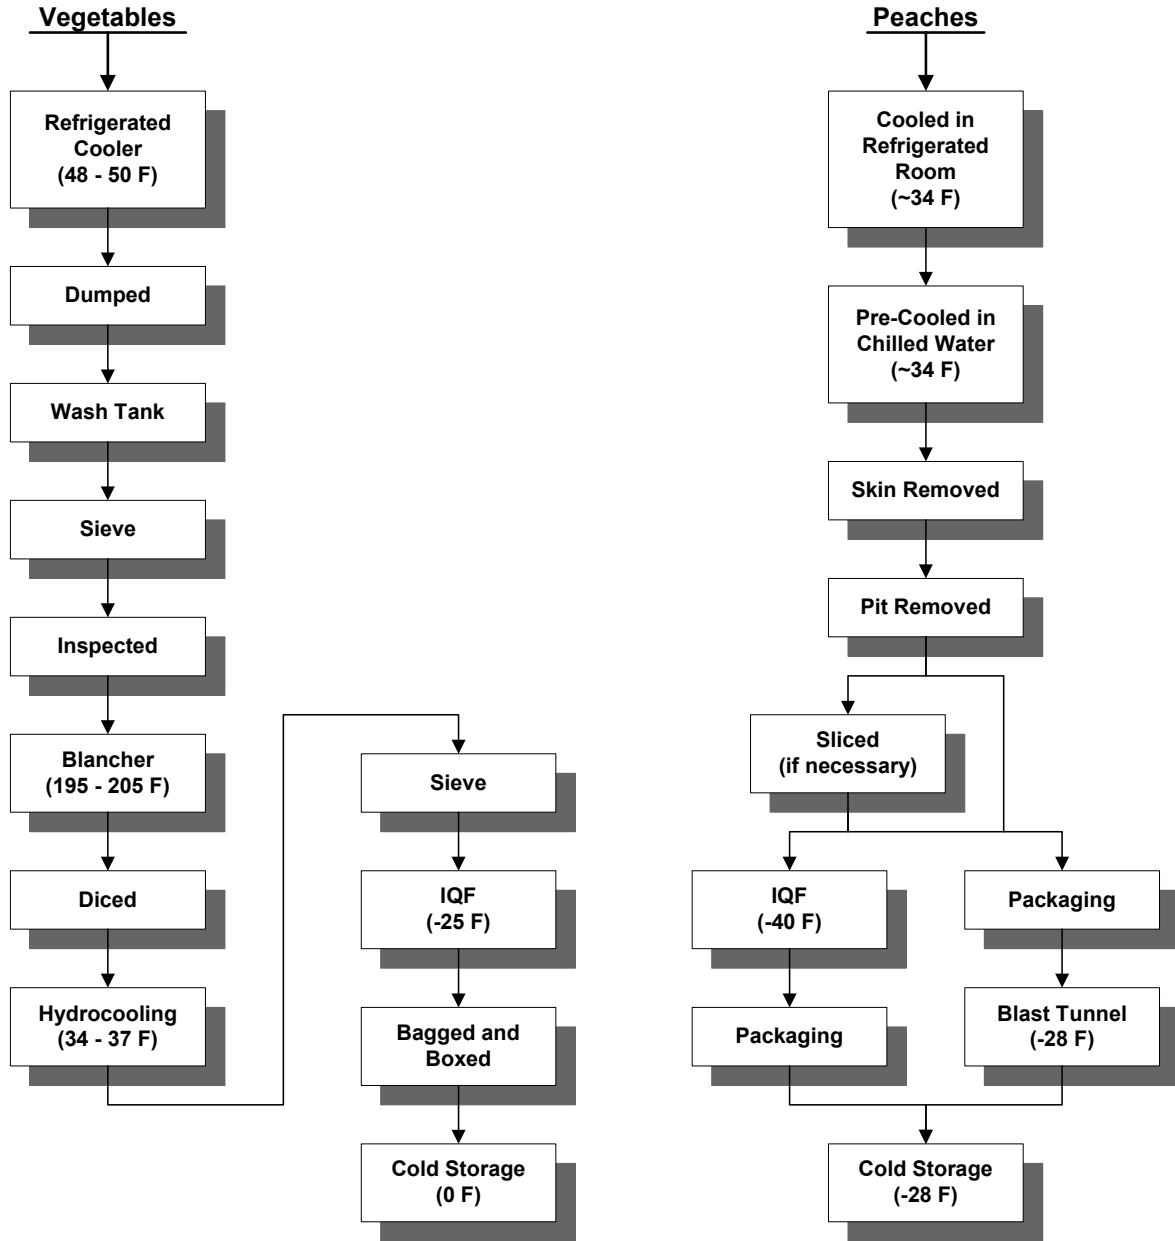 Vegetables
Refrigerated
Cooler
(48 - 50 F)
Dumped
Wash Tank
Sieve
Inspected
Blancher
(195 - 205 F)
Diced
Hydrocooling
(34 - 37 F)
Sieve
IQF
(-25 F)
Bagged and
Boxed
Cold Storage
(0 F)
Peaches
Cooled in
Refrigerated
Room
(~34 F)
Pre-Cooled in
Chilled Water
(~34 F)
Skin Removed
Pit Removed
Sliced
(if necessary)
IQF
(-40 F)
Packaging
Packaging
Blast Tunnel
(-28 F)
Cold Storage
(-28 F)